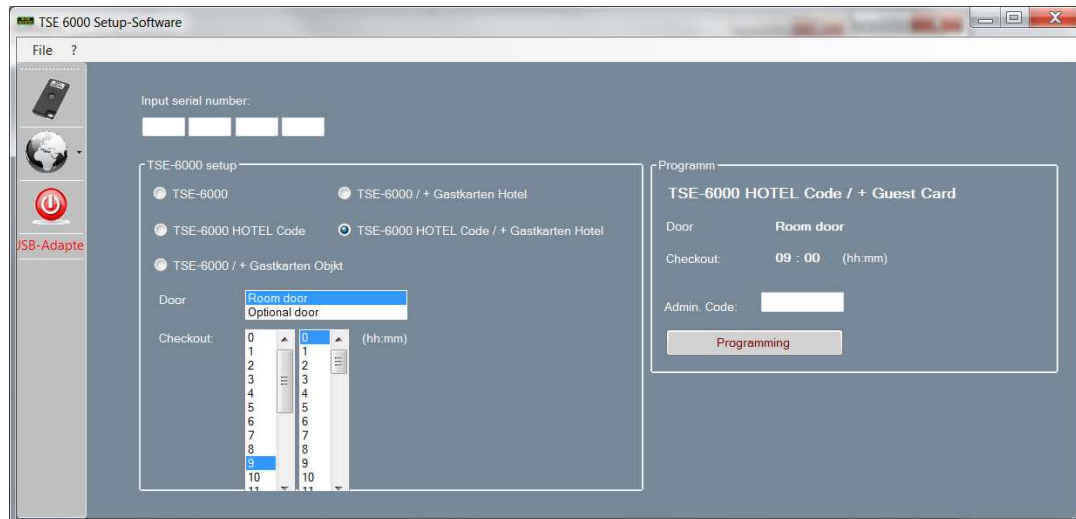 TSE 6000 Setup-Software
File ?
Input serial number:
TSE-6000 setup
TSE-6000
TSE-6000 / + Gastkarten Hotel
TSE-6000 HOTEL Code
TSE-6000 HOTEL Code / + Gastkarten Hotel
TSE-6000 / + Gastkarten Objkt
Door
Room door
Optional door
Checkout:
0 0 (hh:mm)
1 1
2 2
3 3
4 4
5 5
6 6
7 7
8 8
9 9
10 10
11 11
Programm
TSE-6000 HOTEL Code / + Guest Card
Door Room door
Checkout: 09 : 00 (hh:mm)
Admin. Code:
Programming
USB-Adapte